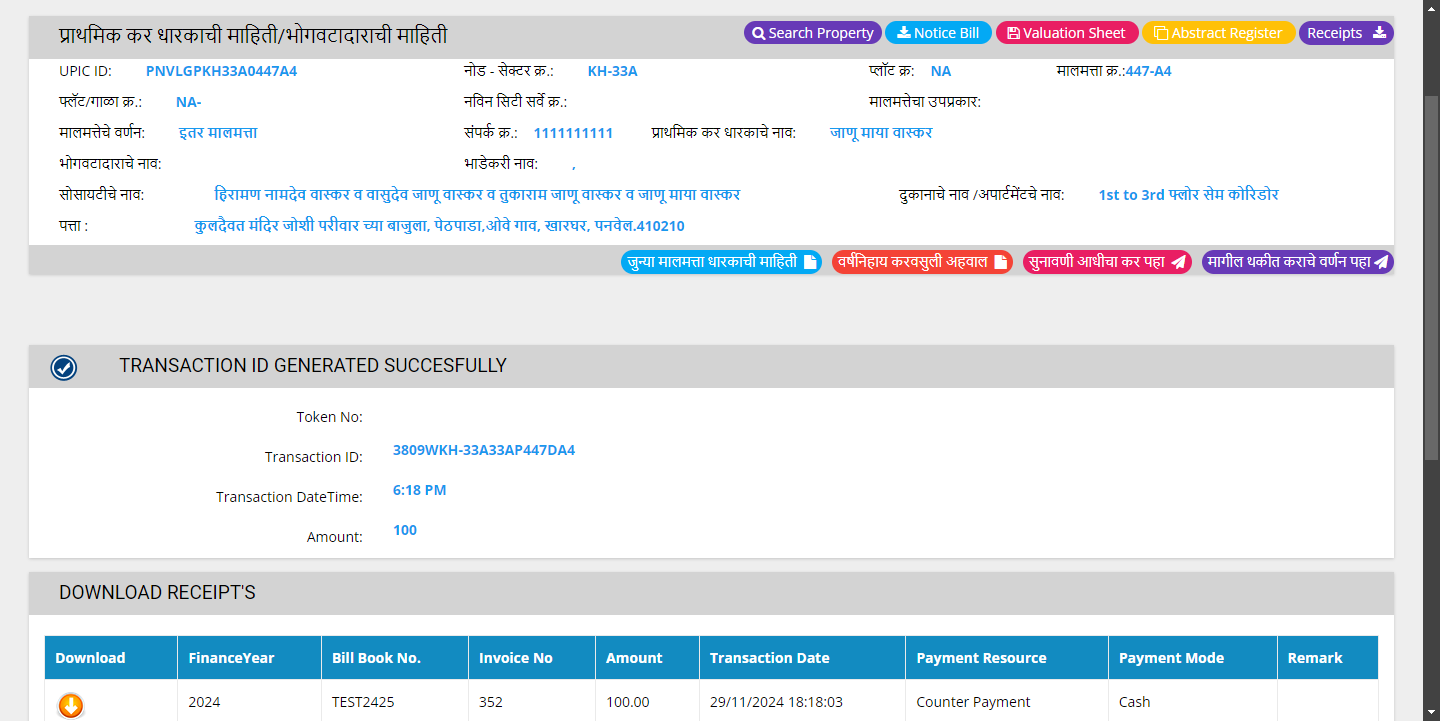 प्राथमिक कर धारकाची माहिती/भोगवटादाराची माहिती Search Property Notice Bill Valuation Sheet Abstract Register Receipts
UPIC ID: PNVLGPKH33A0447A4 नोड - सेक्टर क्र.: KH-33A प्लॉट क्र: NA मालमत्ता क्र.:447-A4
फ्लॅट/गाळा क्र.: NA- नविन सिटी सर्वे क्र.: मालमत्तेचा उपप्रकार:
मालमत्तेचे वर्णन: इतर मालमत्ता संपर्क क्र.: 1111111111 प्राथमिक कर धारकाचे नाव: जाणू माया वास्कर
भोगवटादाराचे नाव: भाडेकरी नाव: ,
सोसायटीचे नाव: हिरामण नामदेव वास्कर व वासुदेव जाणू वास्कर व तुकाराम जाणू वास्कर व जाणू माया वास्कर दुकानाचे नाव /अपार्टमेंटचे नाव: 1st to 3rd फ्लोर सेम कोरिडोर
पत्ता : कुलदैवत मंदिर जोशी परीवार च्या बाजुला, पेठपाडा,ओवे गाव, खारघर, पनवेल.410210
जुन्या मालमत्ता धारकाची माहिती वर्षनिहाय करवसुली अहवाल सुनावणी आधीचा कर पहा मागील थकीत कराचे वर्णन पहा
TRANSACTION ID GENERATED SUCCESFULLY
Token No:
Transaction ID: 3809WKH-33A33AP447DA4
Transaction DateTime: 6:18 PM
Amount: 100
DOWNLOAD RECEIPT'S
Download FinanceYear Bill Book No. Invoice No Amount Transaction Date Payment Resource Payment Mode Remark
2024 TEST2425 352 100.00 29/11/2024 18:18:03 Counter Payment Cash